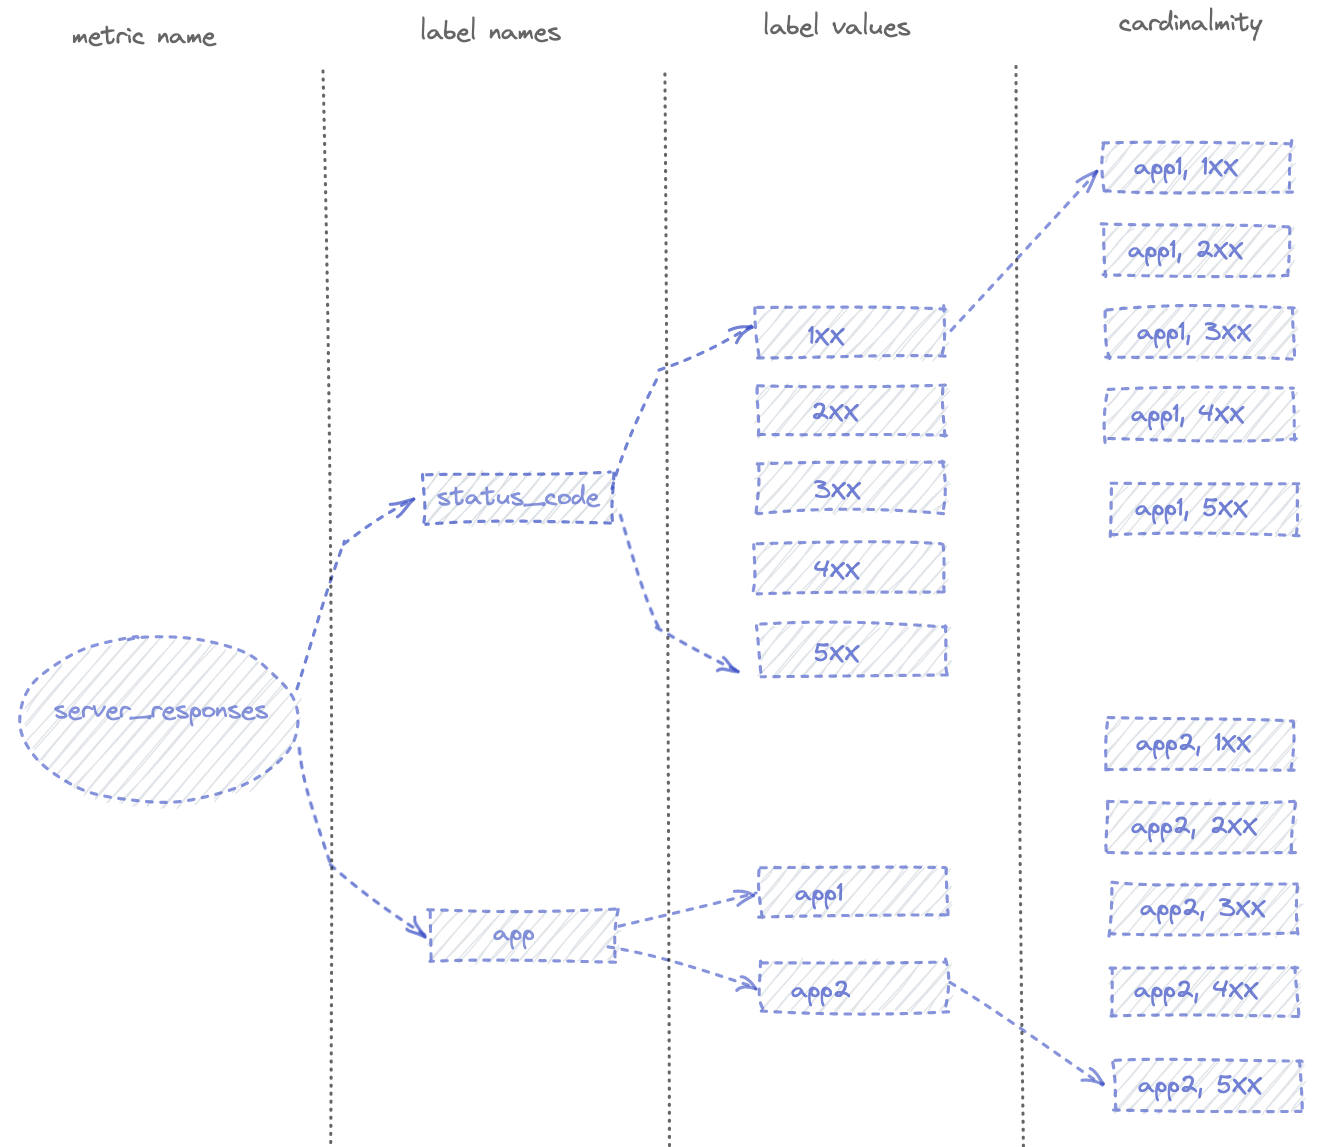 metric name
label names
label values
cardinalmity
server_responses
status_code
app
1XX
2XX
3XX
4XX
5XX
app1
app2
app1, 1XX
app1, 2XX
app1, 3XX
app1, 4XX
app1, 5XX
app2, 1XX
app2, 2XX
app2, 3XX
app2, 4XX
app2, 5XX